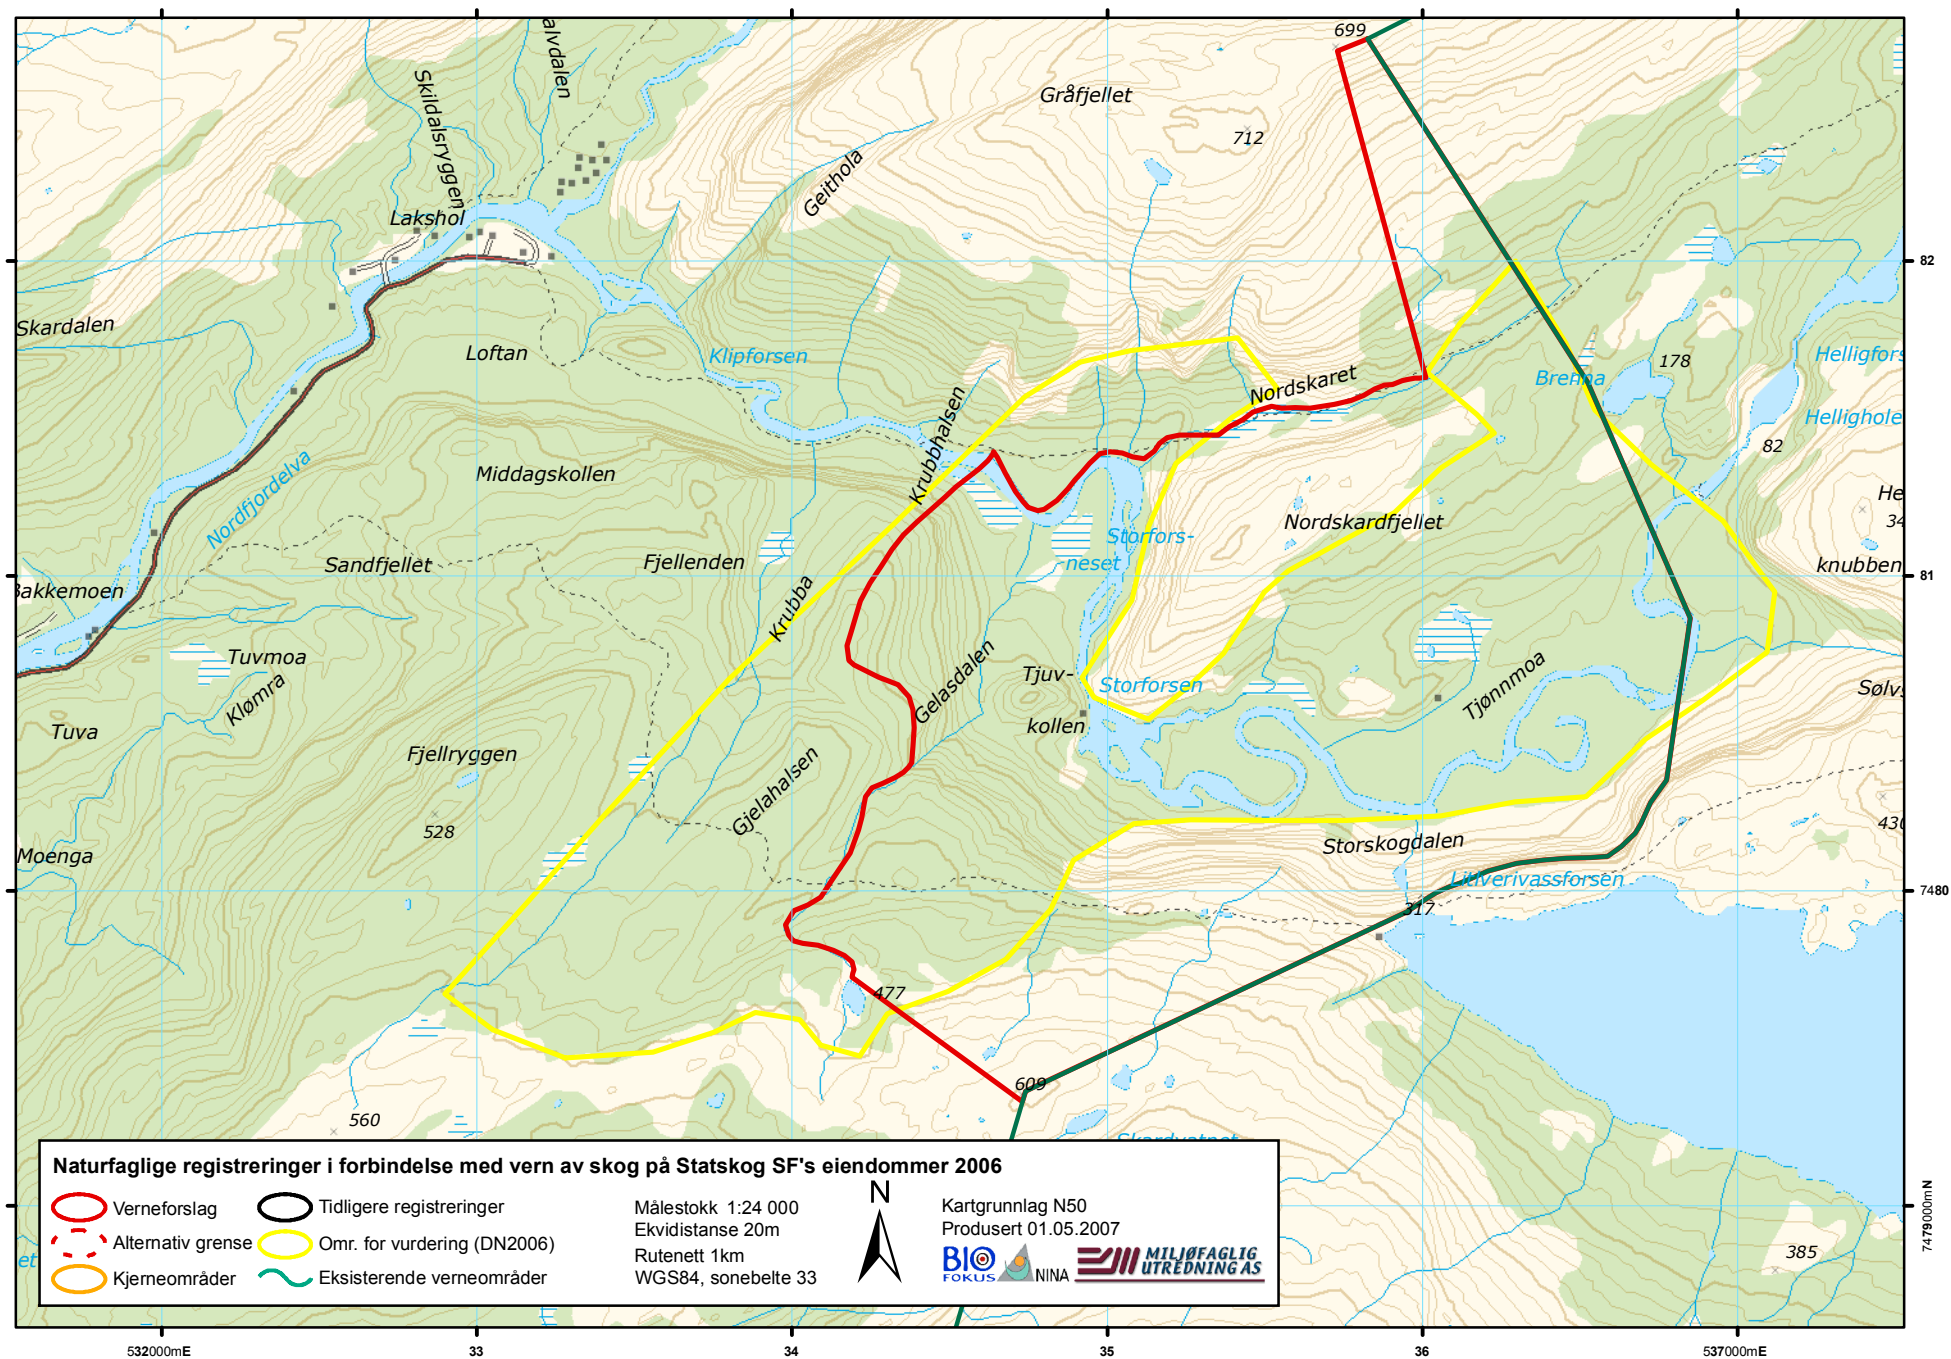 699
alvdalen
Skildalsryggen
Gråfjellet
712
Geithola
Lakshol
82
Skardalen
Loftan
Klipforsen
Nordskaret
Brenna
178
Helligfors
Hellighole
Krubbhalsen
Middagskollen
82
Nordfjordelva
He
34
Nordskardfjellet
Storfors-
-neset
Sandfjellet
Fjellenden
knubben
81
Bakkemoen
Krubba
Tuvmoa
Klømra
Gelasdalen
Tjuv-
kollen
Storforsen
Tjønnmoa
Sølv
Tuva
Fjellryggen
Gjelahalsen
528
430
Moenga
Storskogdalen
Litlverivassforsen
317
7480
477
609
560
Skardvatnet
Naturfaglige registreringer i forbindelse med vern av skog på Statskog SF's eiendommer 2006
Verneforslag
Alternativ grense
Kjerneområder
Tidligere registreringer
Omr. for vurdering (DN2006)
Eksisterende verneområder
Målestokk 1:24 000
Ekvidistanse 20m
Rutenett 1km
WGS84, sonebelte 33
N
Kartgrunnlag N50
Produsert 01.05.2007
BIO
FOKUS
NINA
MILJØFAGLIG
UTREDNING AS
et
385
7479000mN
532000mE
33
34
35
36
537000mE